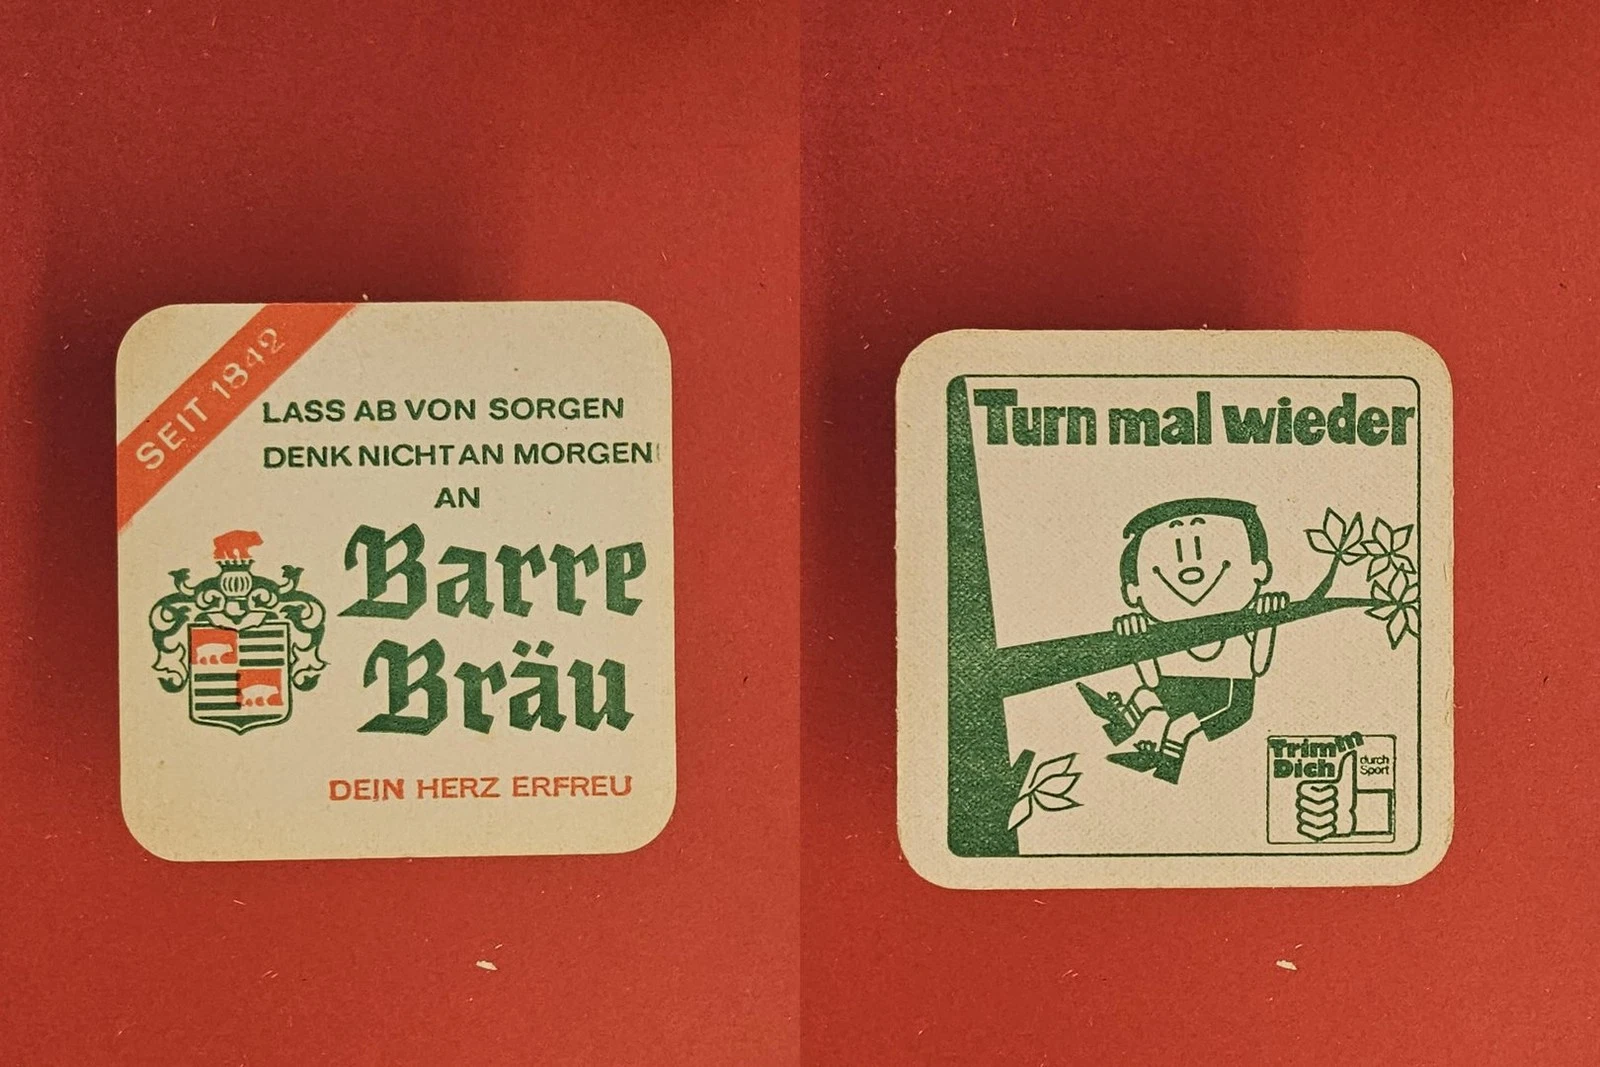 SEIT 1842
LASS AB VON SORGEN
DENK NICHT AN MORGEN!
AN
Barre
Bräu
DEIN HERZ ERFREU
Turn mal wieder
Trimm
Dich
durch
Sport